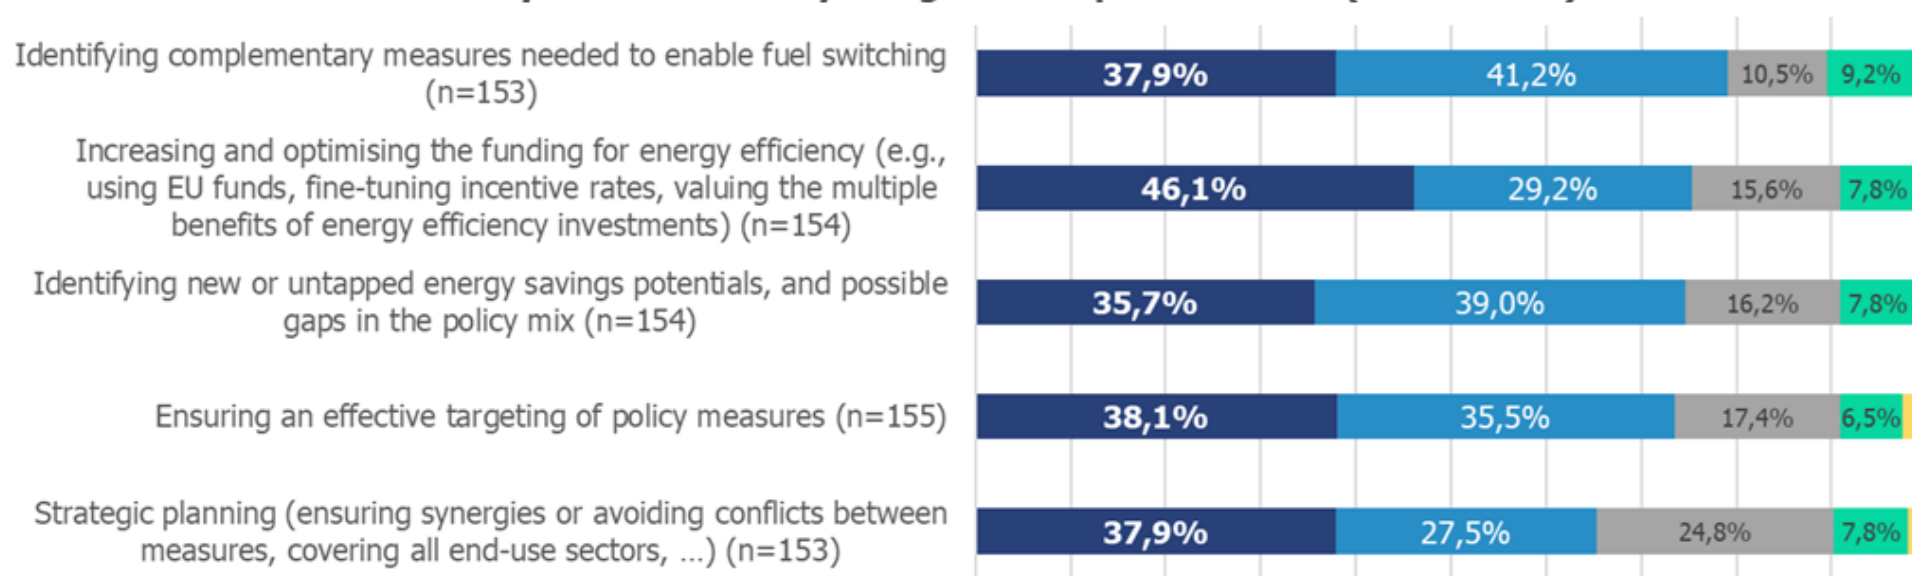 Identifying complementary measures needed to enable fuel switching
(n=153)
37,9% 41,2% 10,5% 9,2%
Increasing and optimising the funding for energy efficiency (e.g.,
using EU funds, fine-tuning incentive rates, valuing the multiple
benefits of energy efficiency investments) (n=154)
46,1% 29,2% 15,6% 7,8%
Identifying new or untapped energy savings potentials, and possible
gaps in the policy mix (n=154)
35,7% 39,0% 16,2% 7,8%
Ensuring an effective targeting of policy measures (n=155)
38,1% 35,5% 17,4% 6,5%
Strategic planning (ensuring synergies or avoiding conflicts between
measures, covering all end-use sectors, ...) (n=153)
37,9% 27,5% 24,8% 7,8%